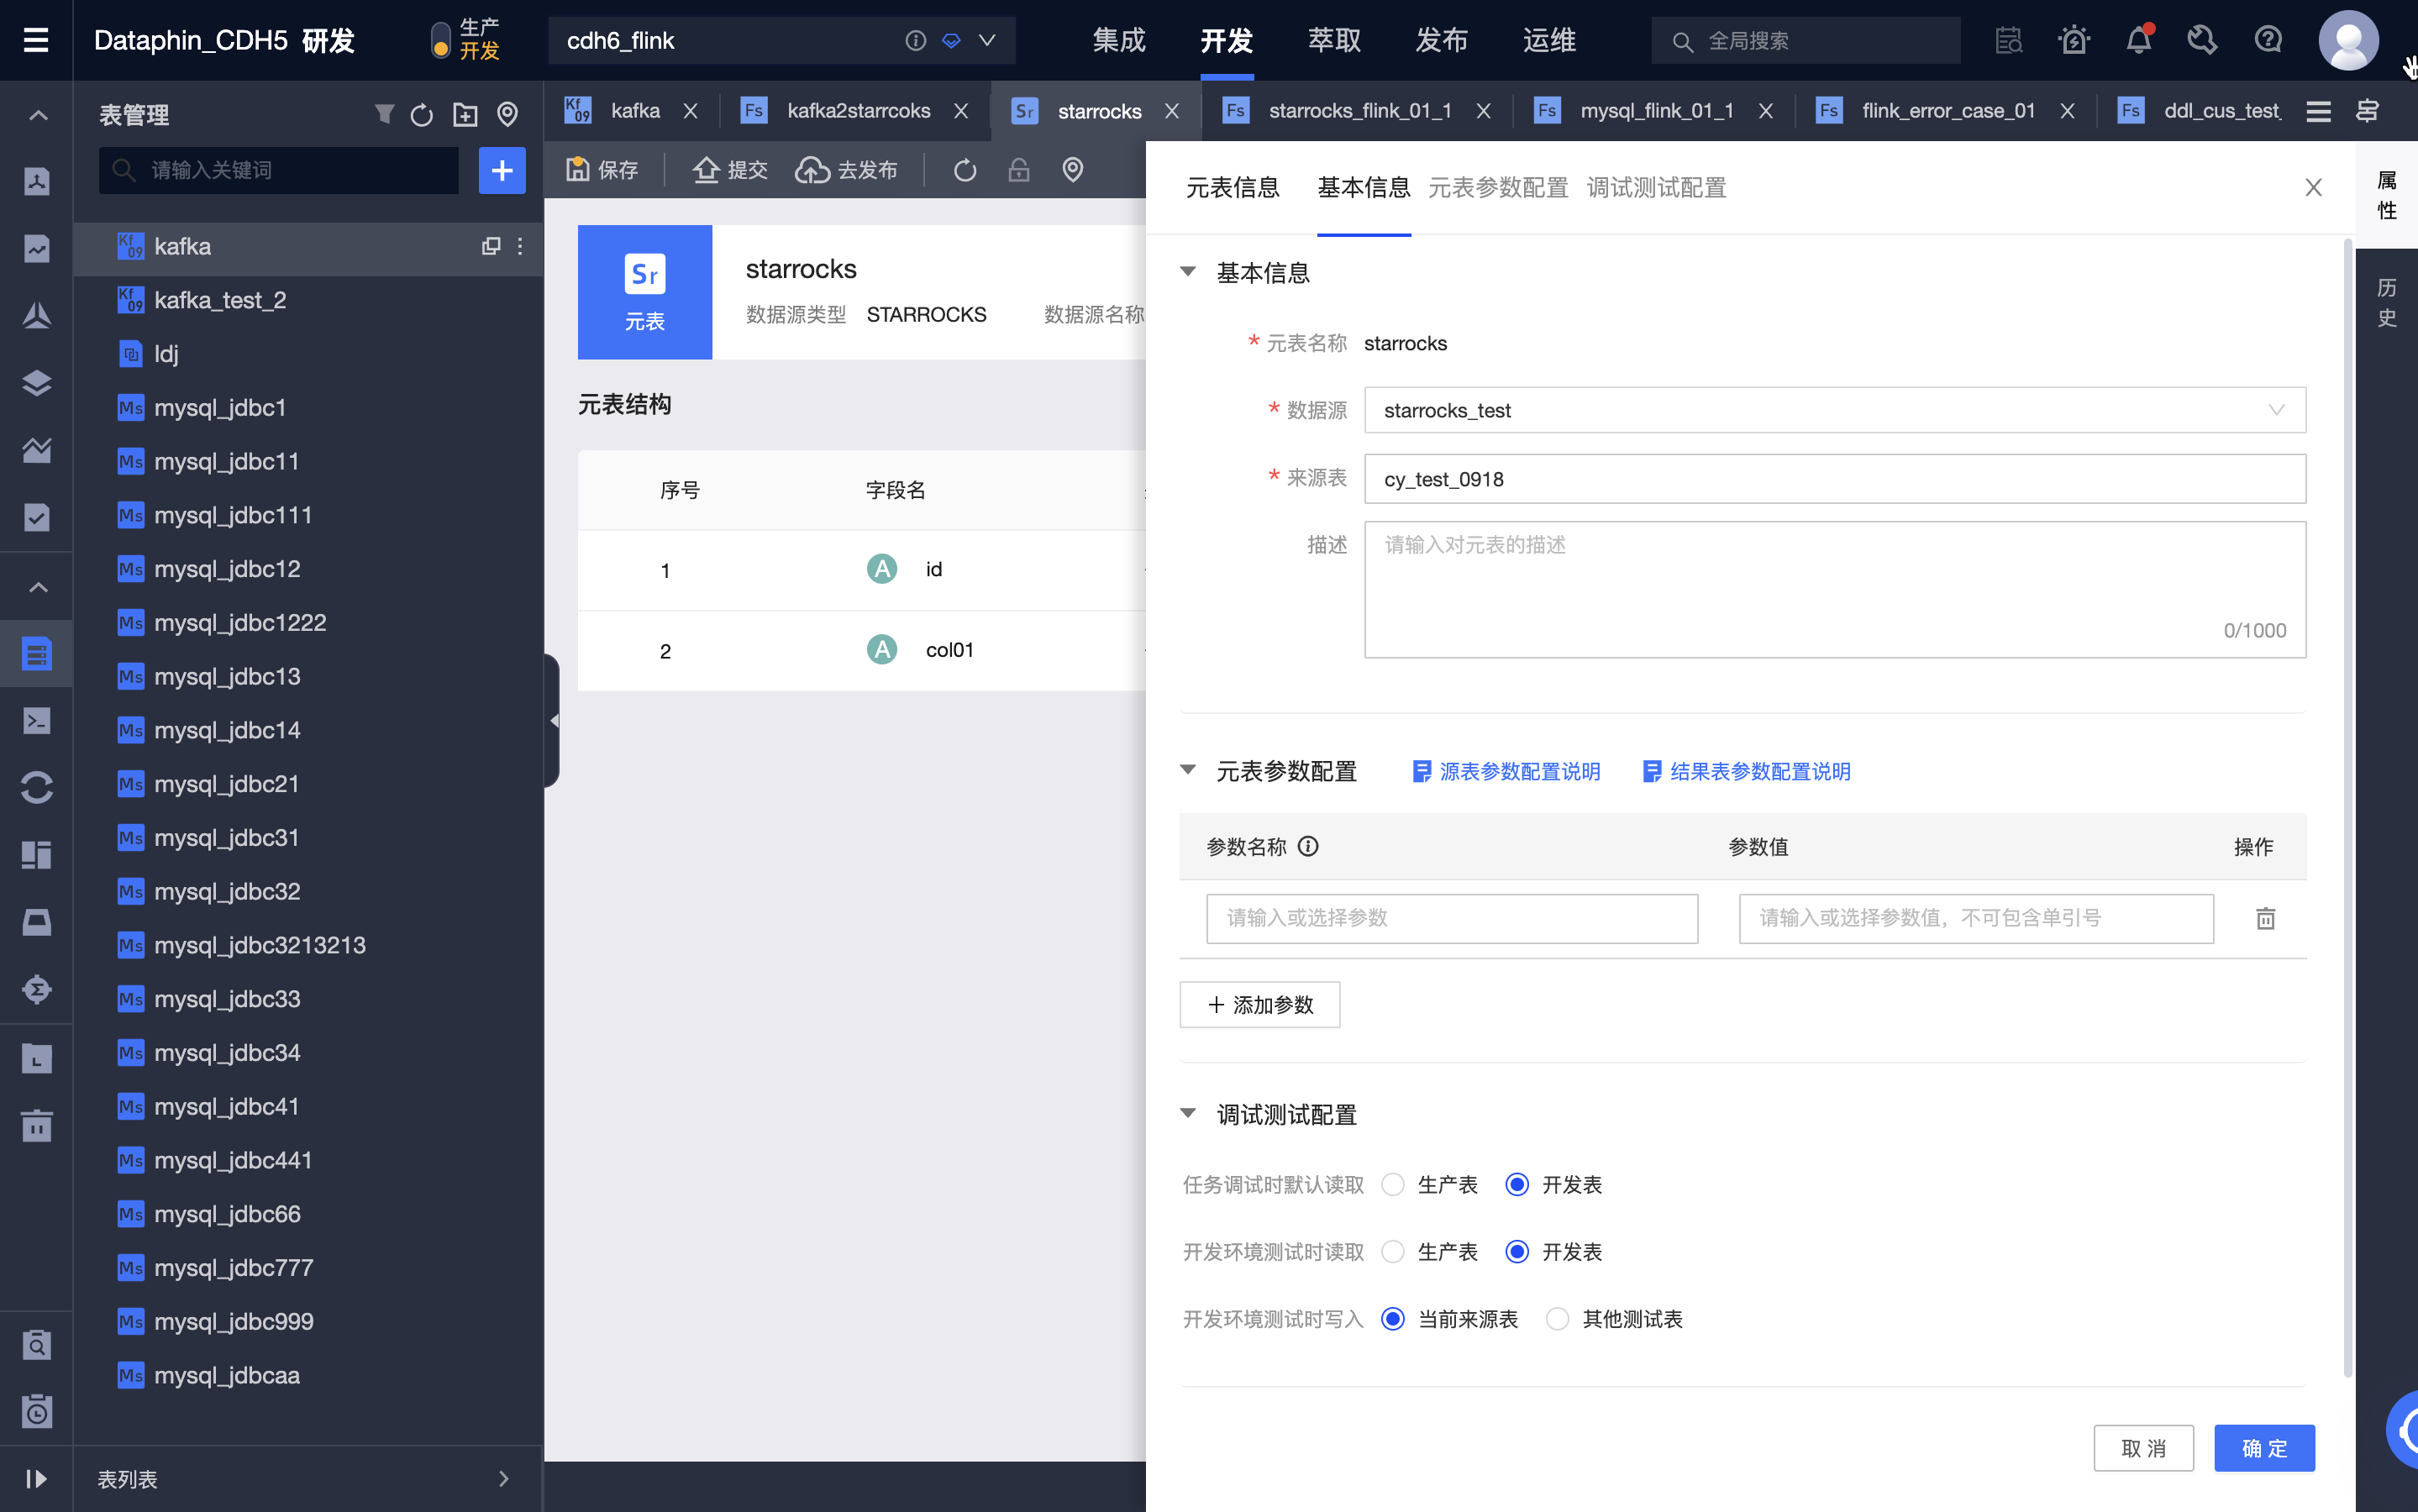 Dataphin_CDH5 研发
生产
开发
cdh6_flink
集成
开发
萃取
发布
运维
全局搜索
表管理
请输入关键词
kafka
kafka_test_2
ldj
mysql_jdbc1
mysql_jdbc11
mysql_jdbc111
mysql_jdbc12
mysql_jdbc1222
mysql_jdbc13
mysql_jdbc14
mysql_jdbc21
mysql_jdbc31
mysql_jdbc32
mysql_jdbc3213213
mysql_jdbc33
mysql_jdbc34
mysql_jdbc41
mysql_jdbc441
mysql_jdbc66
mysql_jdbc777
mysql_jdbc999
mysql_jdbcaa
表列表
kafka
kafka2starrcoks
starrocks
starrocks_flink_01_1
mysql_flink_01_1
flink_error_case_01
ddl_cus_test_
保存
提交
去发布
Sr
元表
starrocks
数据源类型 STARROCKS 数据源名称
元表结构
序号 字段名
1 A id
2 A col01
元表信息
基本信息
元表参数配置
调试测试配置
属性
历史
基本信息
* 元表名称 starrocks
* 数据源 starrocks_test
* 来源表 cy_test_0918
描述 请输入对元表的描述
0/1000
元表参数配置 源表参数配置说明 结果表参数配置说明
参数名称 参数值 操作
请输入或选择参数 请输入或选择参数值，不可包含单引号
添加参数
调试测试配置
任务调试时默认读取 生产表 开发表
开发环境测试时读取 生产表 开发表
开发环境测试时写入 当前来源表 其他测试表
取 消
确 定